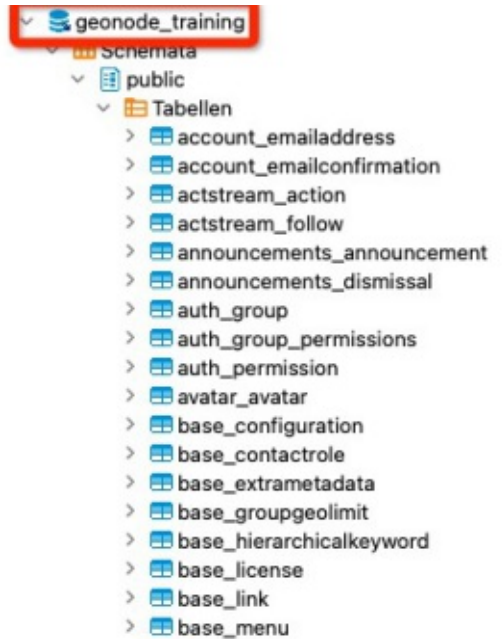 geonode_training
Schemata
public
Tabellen
account_emailaddress
account_emailconfirmation
actstream_action
actstream_follow
announcements_announcement
announcements_dismissal
auth_group
auth_group_permissions
auth_permission
avatar_avatar
base_configuration
base_contactrole
base_extrametadata
base_groupgeolimit
base_hierarchicalkeyword
base_license
base_link
base_menu